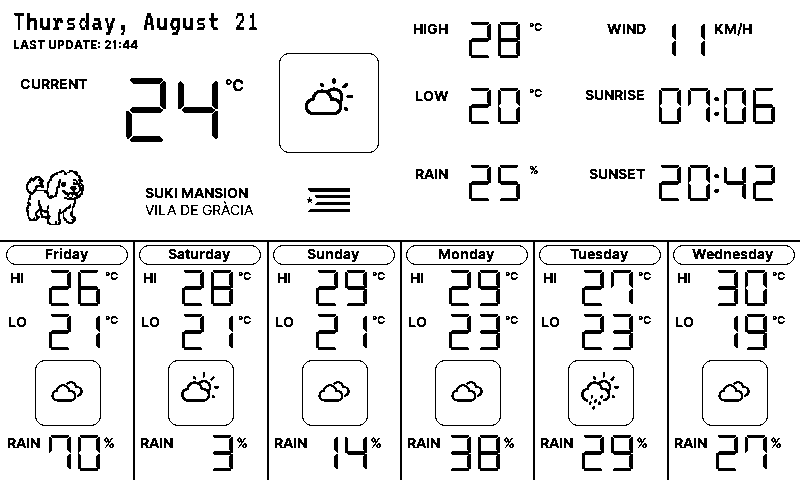 Thursday, August 21
LAST UPDATE: 21:44
CURRENT 24 °C
HIGH 28 °C
WIND 11 KM/H
LOW 20 °C
SUNRISE 07:06
RAIN 25 %
SUNSET 20:42
SUKI MANSION
VILA DE GRÀCIA
Friday
HI 26 °C
LO 21 °C
RAIN 70 %
Saturday
HI 28 °C
LO 21 °C
RAIN 3 %
Sunday
HI 29 °C
LO 21 °C
RAIN 14 %
Monday
HI 29 °C
LO 23 °C
RAIN 38 %
Tuesday
HI 27 °C
LO 23 °C
RAIN 29 %
Wednesday
HI 30 °C
LO 19 °C
RAIN 27 %